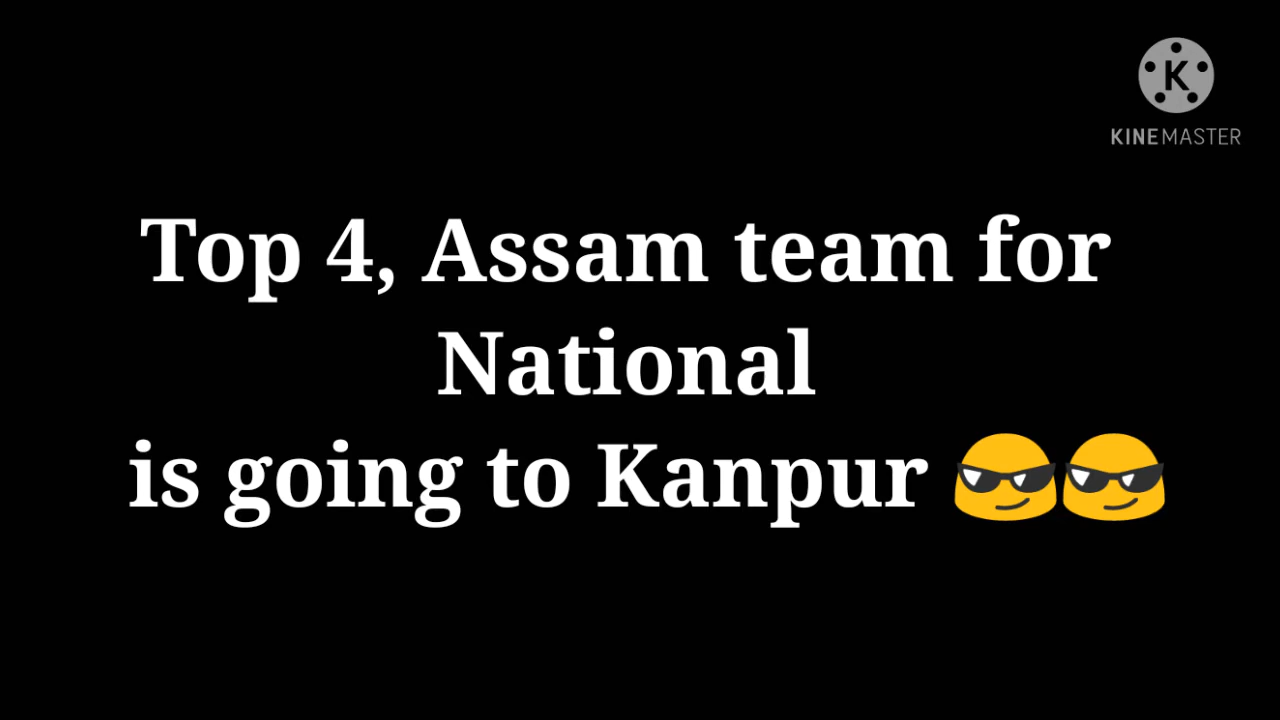 K
KINEMASTER
Top 4, Assam team for
National
is going to Kanpur 😎😎